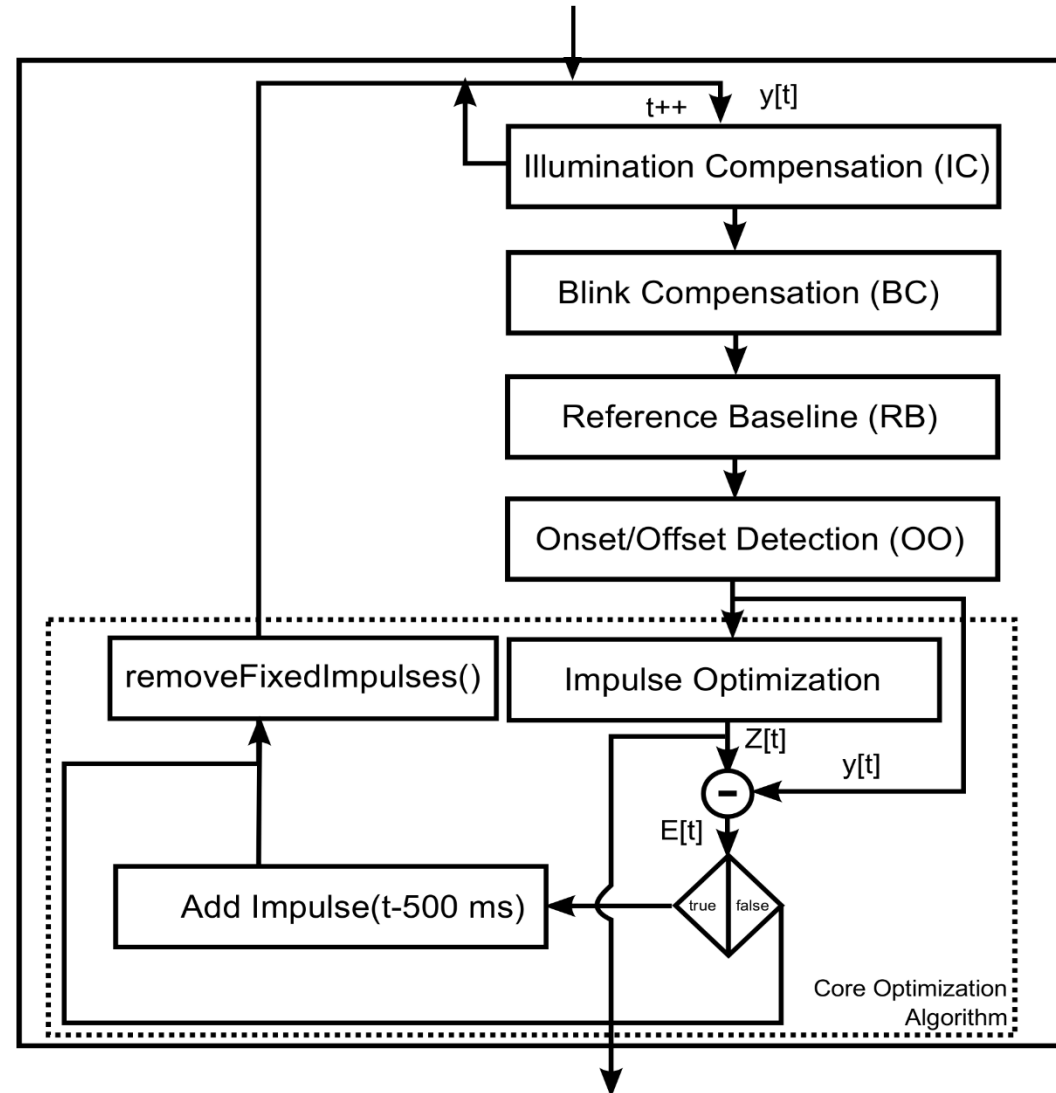 t++
y[t]
Illumination Compensation (IC)
Blink Compensation (BC)
Reference Baseline (RB)
Onset/Offset Detection (OO)
removeFixedImpulses()
Impulse Optimization
Z[t]
y[t]
-
E[t]
Add Impulse(t-500 ms)
true
false
Core Optimization
Algorithm